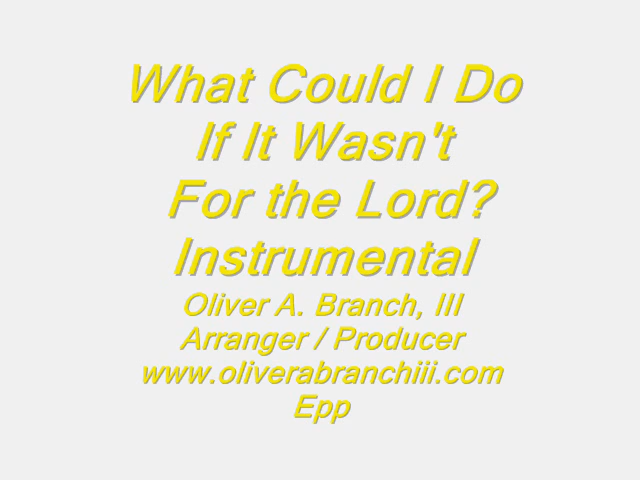 What Could I Do
If It Wasn't
For the Lord?
Instrumental
Oliver A. Branch, III
Arranger / Producer
www.oliverabranchiii.com
Epp